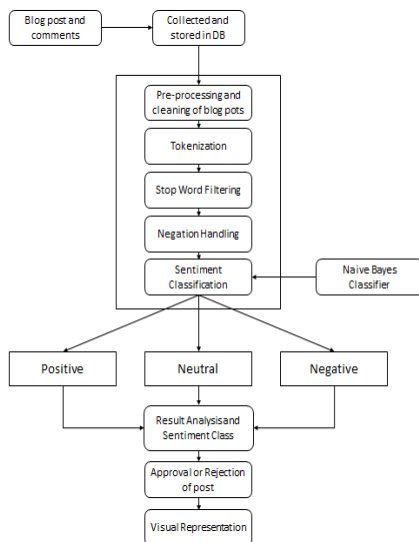 Blog post and
comments
Collected and
stored in DB
Pre-processing and
cleaning of blog pots
Tokenization
Stop Word Filtering
Negation Handling
Sentiment
Classification
Naive Bayes
Classifier
Positive
Neutral
Negative
Result Analysis and
Sentiment Class
Approval or Rejection
of post
Visual Representation